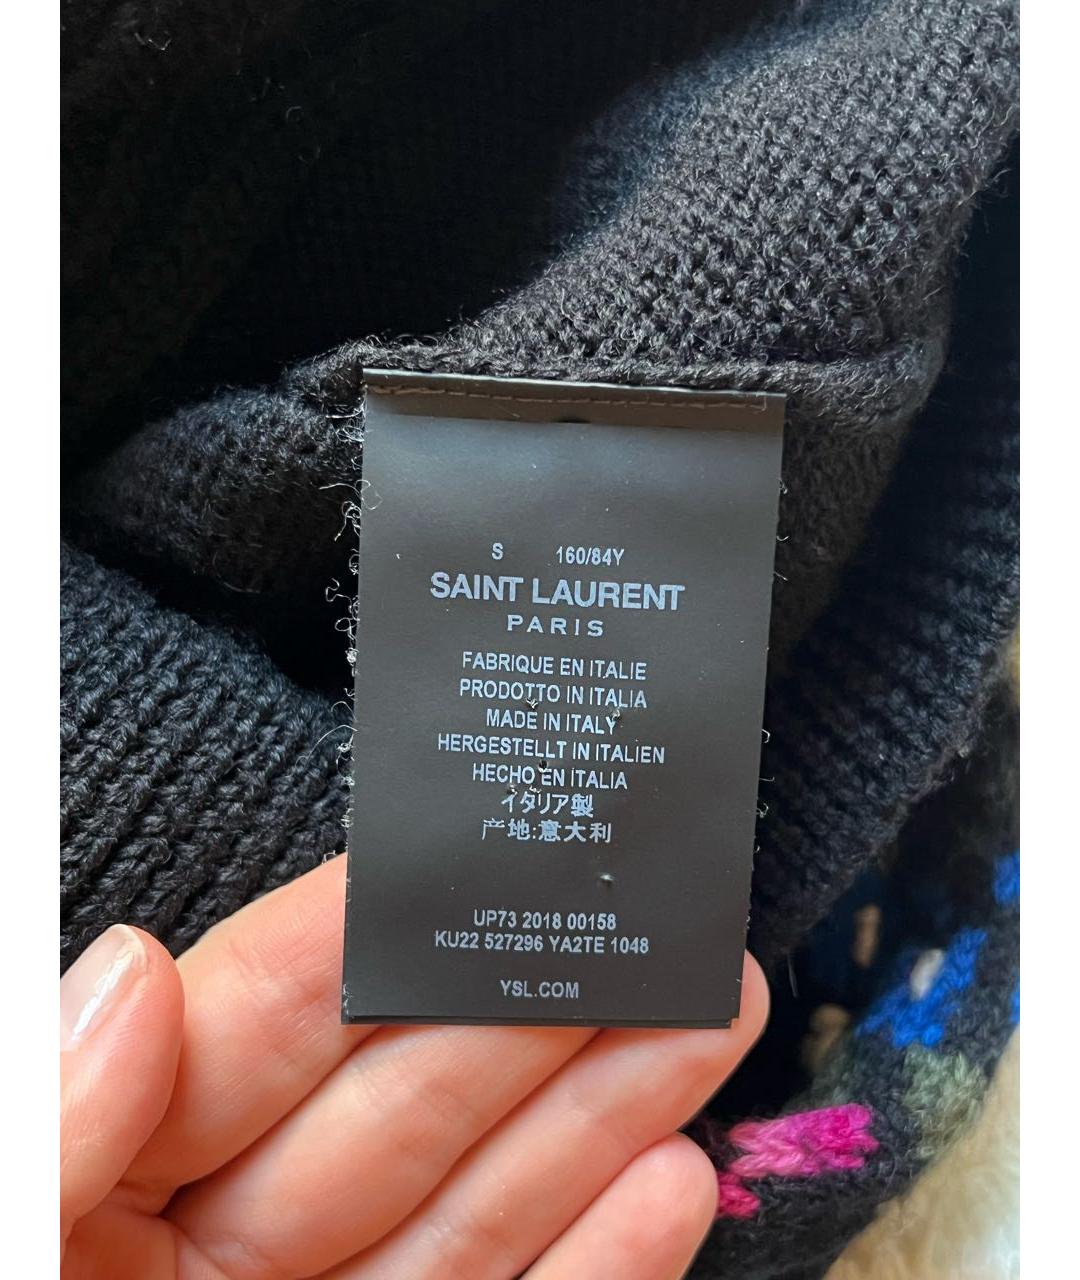 S 160/84Y
SAINT LAURENT
PARIS
FABRIQUE EN ITALIE
PRODOTTO IN ITALIA
MADE IN ITALY
HERGESTELLT IN ITALIEN
HECHO EN ITALIA
イタリア製
产地:意大利
UP73 2018 00158
KU22 527296 YA2TE 1048
YSL.COM